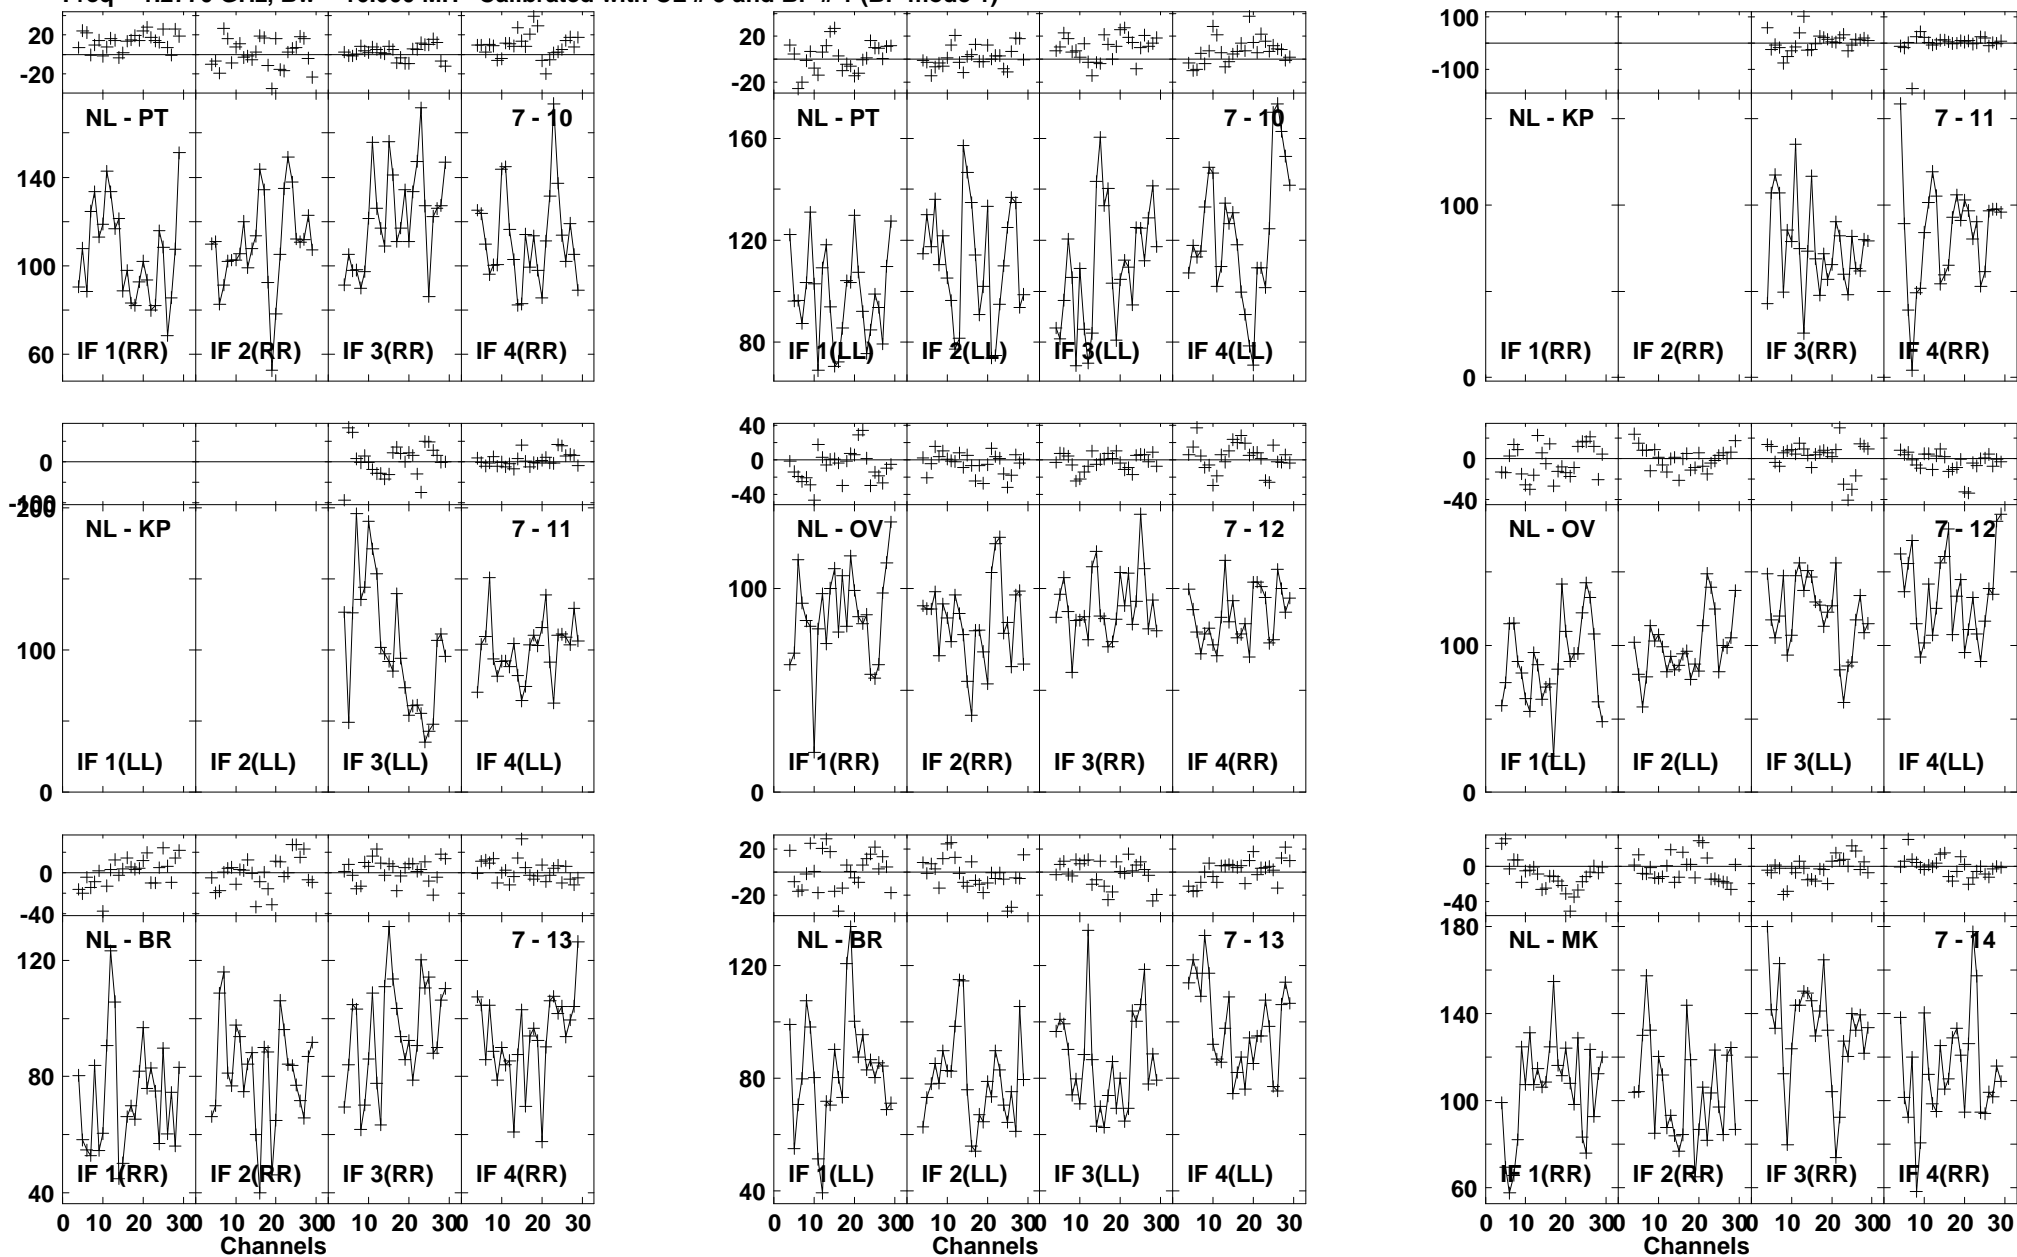 20 20 100
-20 -20 -100
NL - PT 7 - 10 NL - PT 7 - 10 NL - KP 7 - 11
140 160
100 120 100
60 80
IF 1(RR) IF 2(RR) IF 3(RR) IF 4(RR) IF 1(LL) IF 2(LL) IF 3(LL) IF 4(LL) IF 1(RR) IF 2(RR) IF 3(RR) IF 4(RR)
0
40
0 0 0
-100 -40 -40
200
NL - KP 7 - 11 NL - OV 7 - 12 NL - OV 7 - 12
100 100 100
IF 1(LL) IF 2(LL) IF 3(LL) IF 4(LL) IF 1(RR) IF 2(RR) IF 3(RR) IF 4(RR) IF 1(LL) IF 2(LL) IF 3(LL) IF 4(LL)
0 0 0
0 20 0
-40 -20 -40
NL - BR 7 - 13 NL - BR 7 - 13 NL - MK 7 - 14
180
120 120 140
80 80 100
IF 1(RR) IF 2(RR) IF 3(RR) IF 4(RR) IF 1(LL) IF 2(LL) IF 3(LL) IF 4(LL) IF 1(RR) IF 2(RR) IF 3(RR) IF 4(RR)
40 40 60
0 10 20 30 0 10 20 30 0 10 20 30 0 10 20 30 0 10 20 30 0 10 20 30 0 10 20 30 0 10 20 30 0 10 20 30 0 10 20 30 0 10 20 30 0 10 20 30
Channels Channels Channels